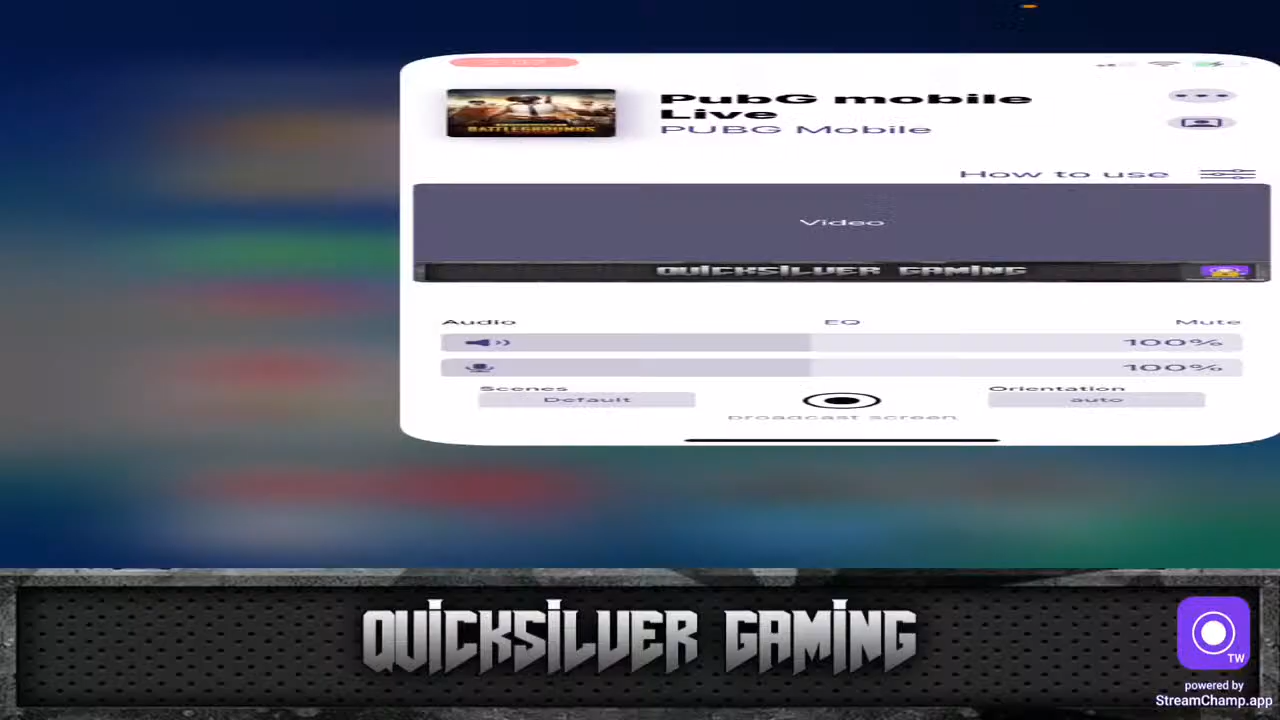 PubG mobile
Live
PUBG Mobile
BATTLEGROUNDS
How to use
Video
QUICKSILVER GAMING
Audio
EQ
Mute
100%
100%
Scenes
Orientation
Default
auto
broadcast screen
QUICKSILVER GAMING
TW
powered by
StreamChamp.app